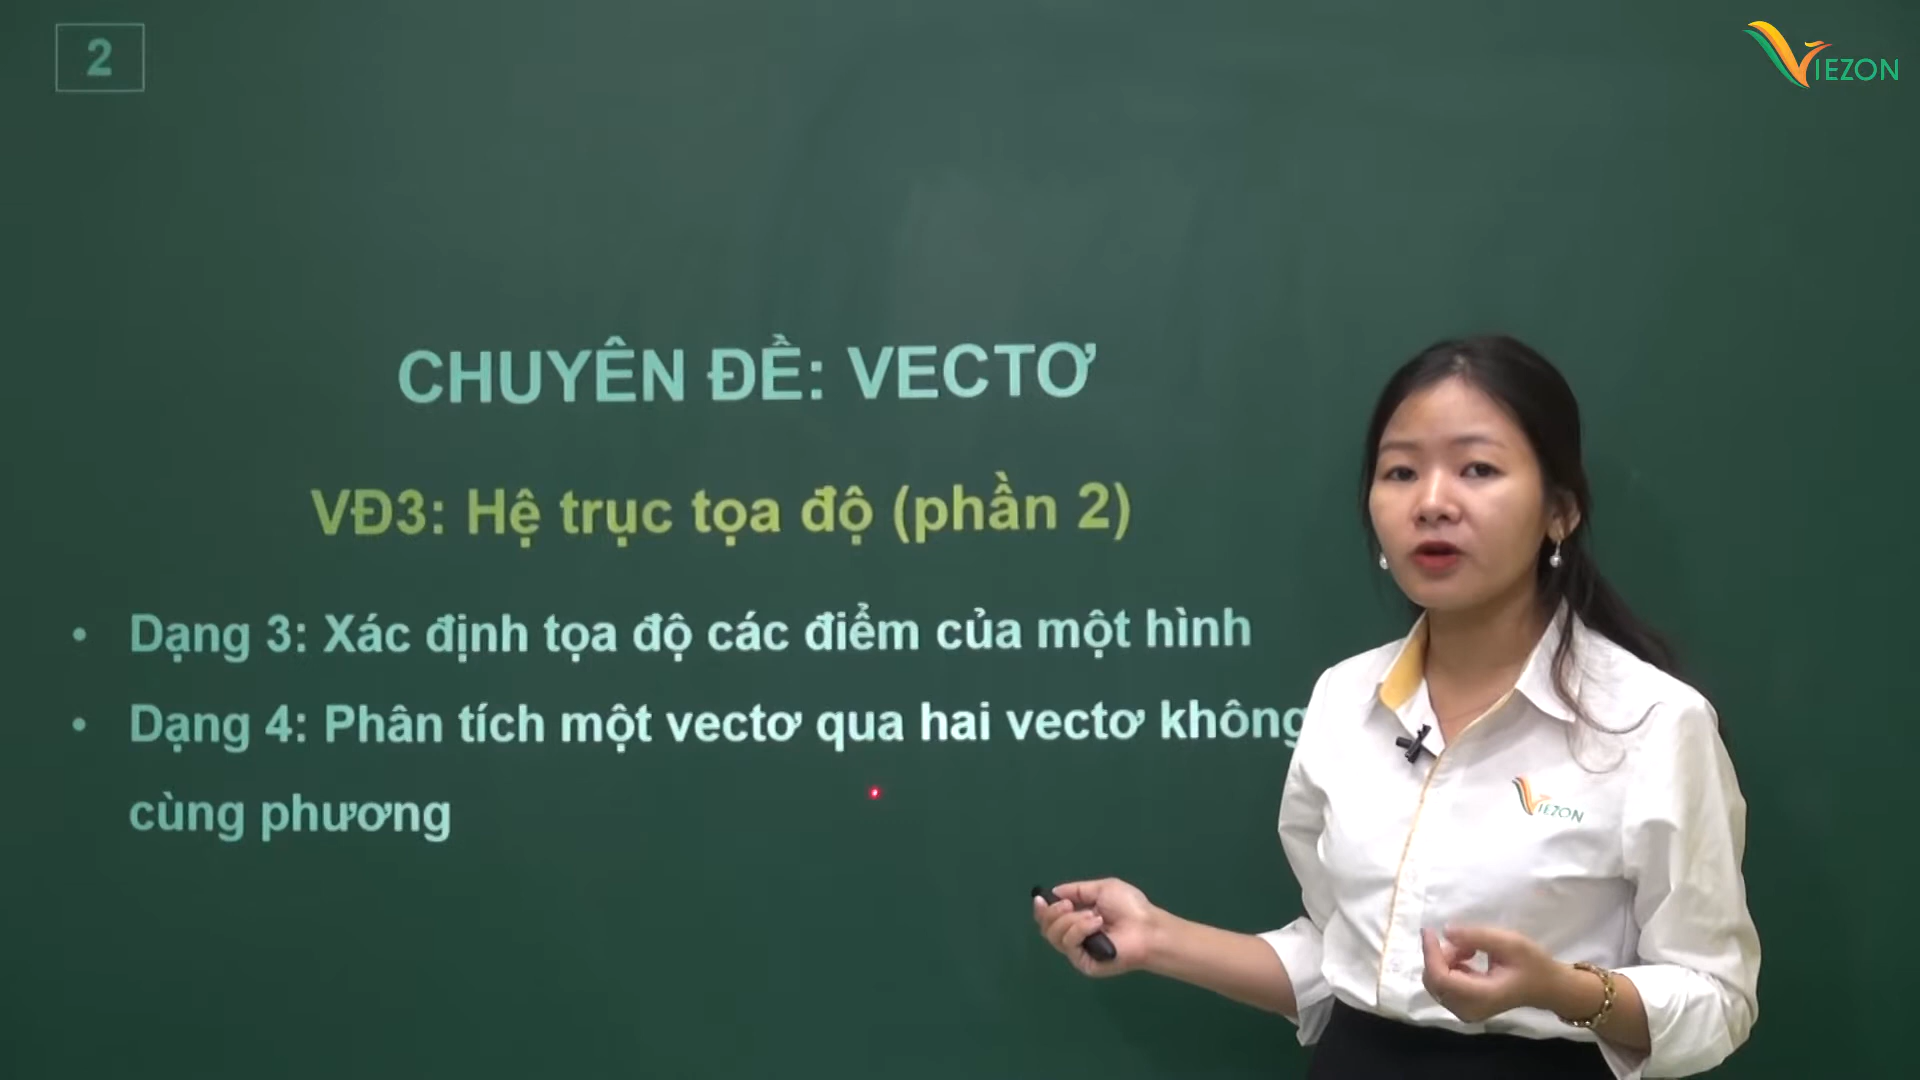 2
VIEZON
CHUYÊN ĐỀ: VECTƠ
VĐ3: Hệ trục tọa độ (phần 2)
• Dạng 3: Xác định tọa độ các điểm của một hình
• Dạng 4: Phân tích một vectơ qua hai vectơ không
cùng phương
VIEZON